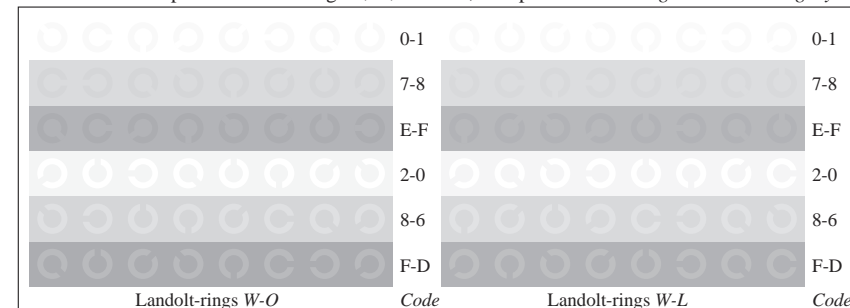 0-1 0-1
7-8 7-8
E-F E-F
2-0 2-0
8-6 8-6
F-D F-D
Landolt-rings W-O Code Landolt-rings W-L Code